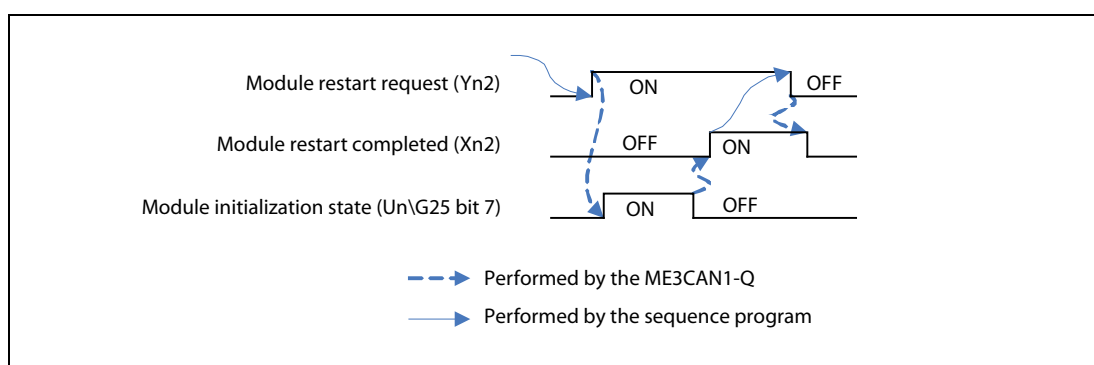 Module restart request (Yn2)
ON
OFF
Module restart completed (Xn2)
OFF
ON
Module initialization state (Un\G25 bit 7)
ON
OFF
Performed by the ME3CAN1-Q
Performed by the sequence program